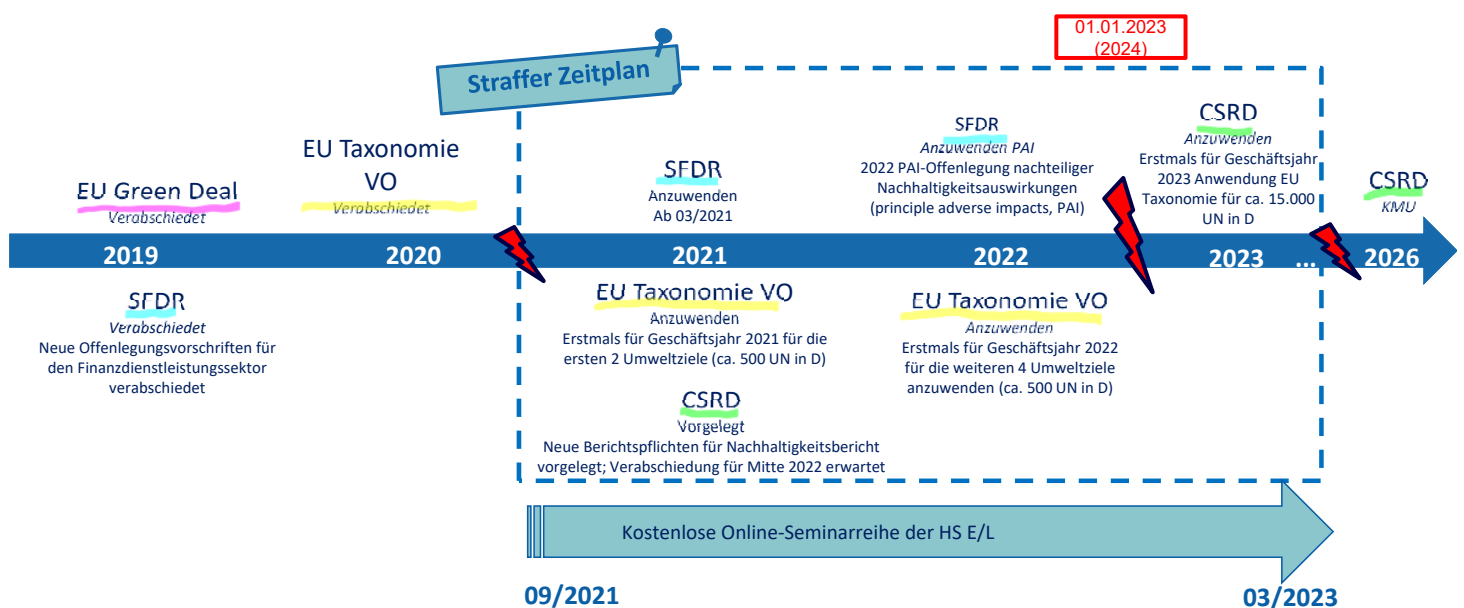 01.01.2023
(2024)
Straffer Zeitplan
EU Green Deal
Verabschiedet
EU Taxonomie
VO
Verabschiedet
SFDR
Anzuwenden
Ab 03/2021
SFDR
Anzuwenden PAI
2022 PAI-Offenlegung nachteiliger
Nachhaltigkeitsauswirkungen
(principle adverse impacts, PAI)
CSRD
Anzuwenden
Erstmals für Geschäftsjahr
2023 Anwendung EU
Taxonomie für ca. 15.000
UN in D
CSRD
KMU
2019 2020 2021 2022 2023 ... 2026
SFDR
Verabschiedet
Neue Offenlegungsvorschriften für
den Finanzdienstleistungssektor
verabschiedet
EU Taxonomie VO
Anzuwenden
Erstmals für Geschäftsjahr 2021 für die
ersten 2 Umweltziele (ca. 500 UN in D)
CSRD
Vorgelegt
Neue Berichtspflichten für Nachhaltigkeitsbericht
vorgelegt; Verabschiedung für Mitte 2022 erwartet
EU Taxonomie VO
Anzuwenden
Erstmals für Geschäftsjahr 2022
für die weiteren 4 Umweltziele
anzuwenden (ca. 500 UN in D)
Kostenlose Online-Seminarreihe der HS E/L
09/2021
03/2023